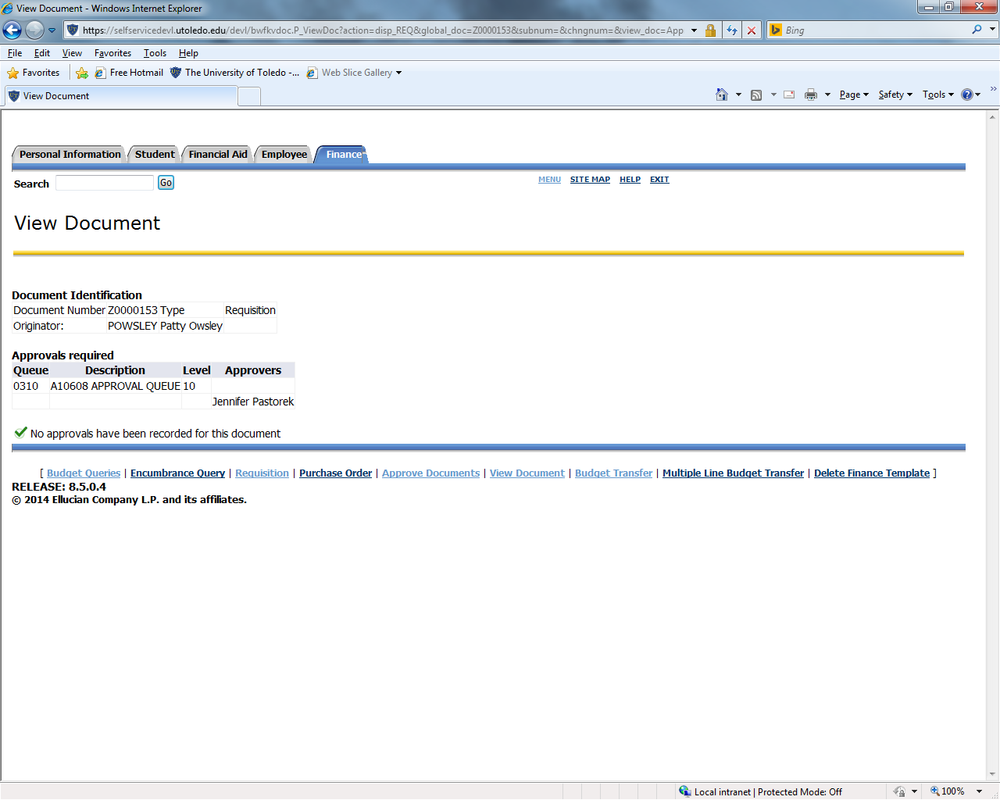 View Document - Windows Internet Explorer
https://selfservicedevl.utoledo.edu/devl/bwfkvdoc.P_ViewDoc?action=disp_REQ&global_doc=Z0000153&subnum=&chngnum=&view_doc=App
Bing
File Edit View Favorites Tools Help
Favorites Free Hotmail The University of Toledo -... Web Slice Gallery
View Document
Page Safety Tools
Personal Information Student Financial Aid Employee Finance
Search Go MENU SITE MAP HELP EXIT
View Document
Document Identification
Document Number Z0000153 Type Requisition
Originator: POWSLEY Patty Owsley
Approvals required
Queue Description Level Approvers
0310 A10608 APPROVAL QUEUE 10
Jennifer Pastorek
No approvals have been recorded for this document
[ Budget Queries | Encumbrance Query | Requisition | Purchase Order | Approve Documents | View Document | Budget Transfer | Multiple Line Budget Transfer | Delete Finance Template ]
RELEASE: 8.5.0.4
© 2014 Ellucian Company L.P. and its affiliates.
Local intranet | Protected Mode: Off 100%